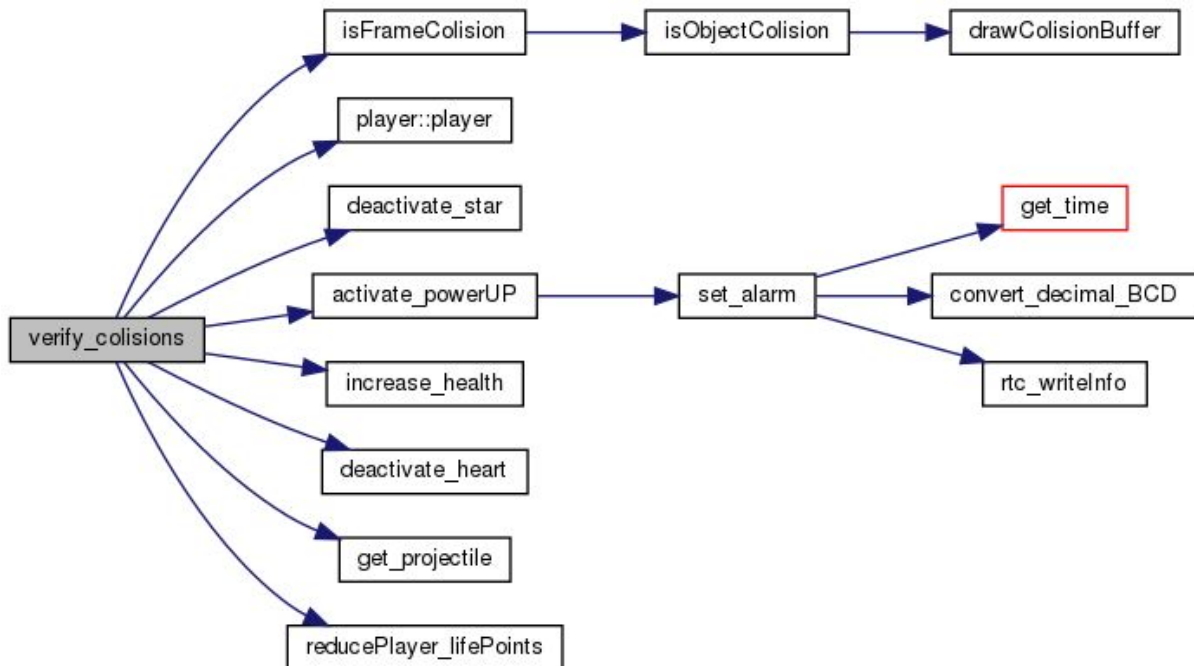 isFrameColision
isObjectColision
drawColisionBuffer
player::player
deactivate_star
get_time
activate_powerUP
set_alarm
convert_decimal_BCD
verify_colisions
increase_health
rtc_writeInfo
deactivate_heart
get_projectile
reducePlayer_lifePoints